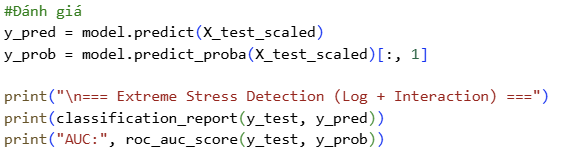 #Đánh giá
y_pred = model.predict(X_test_scaled)
y_prob = model.predict_proba(X_test_scaled)[:, 1]
print("\n=== Extreme Stress Detection (Log + Interaction) ===")
print(classification_report(y_test, y_pred))
print("AUC:", roc_auc_score(y_test, y_prob))